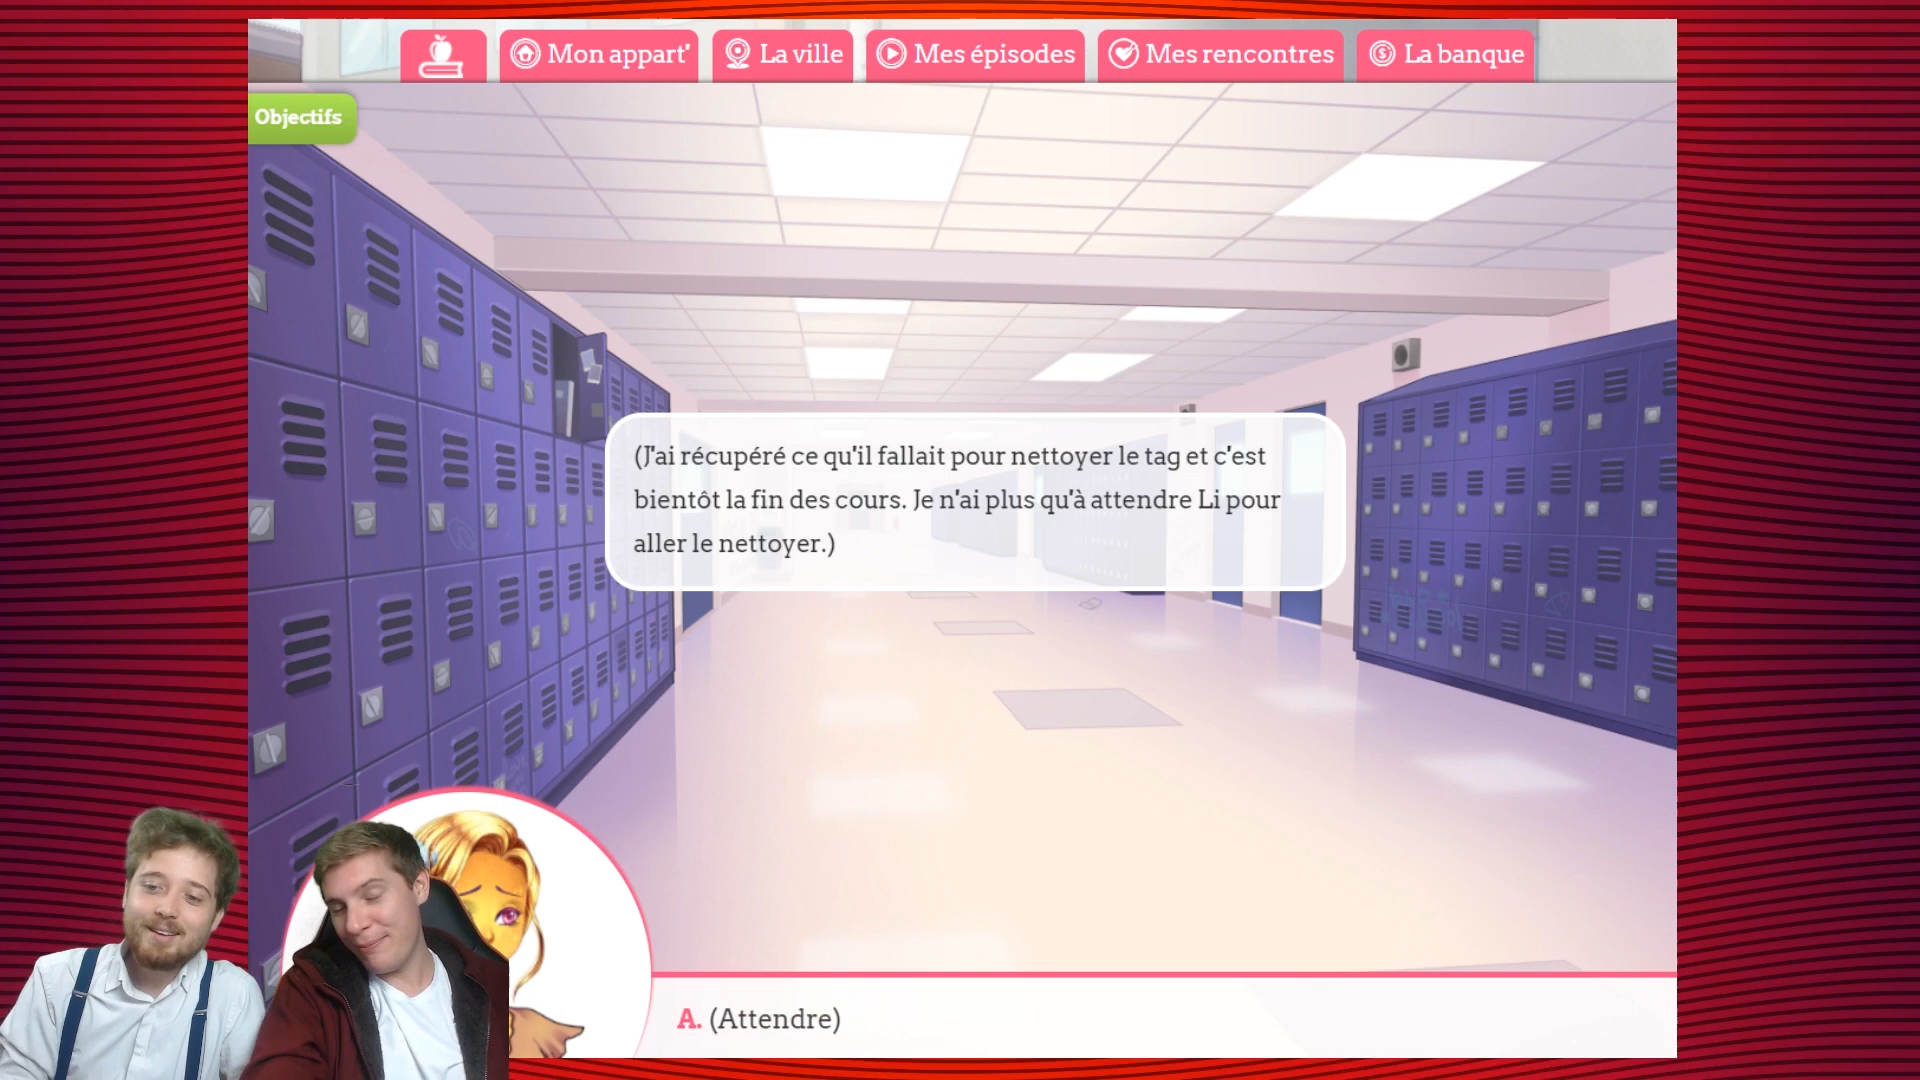 Mon appart'
La ville
Mes épisodes
Mes rencontres
La banque
Objectifs
(J'ai récupéré ce qu'il fallait pour nettoyer le tag et c'est
bientôt la fin des cours. Je n'ai plus qu'à attendre Li pour
aller le nettoyer.)
A. (Attendre)